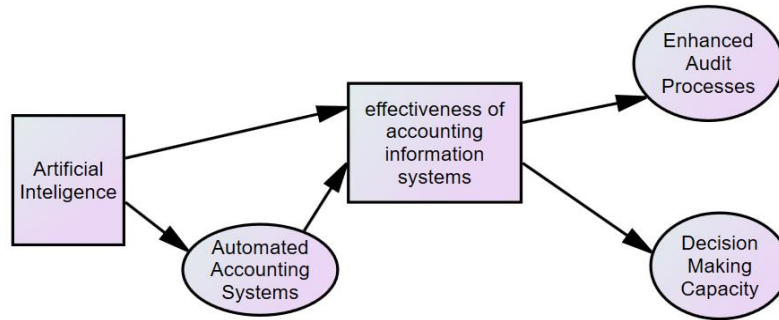 Artificial
Inteligence
Automated
Accounting
Systems
effectiveness of
accounting
information
systems
Enhanced
Audit
Processes
Decision
Making
Capacity